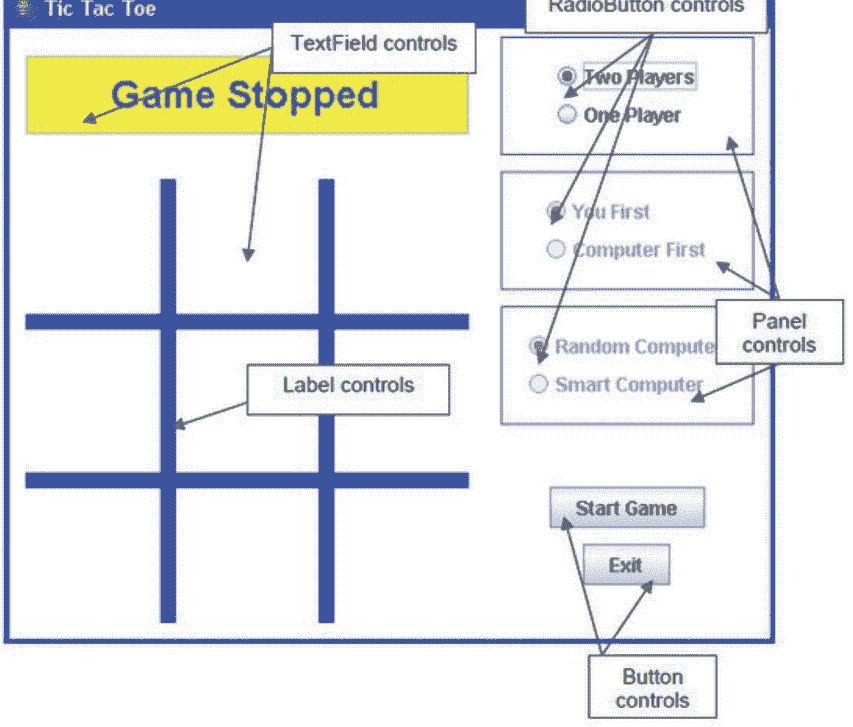 Tic Tac Toe
RadioButton controls
TextField controls
Game Stopped
Two Players
One Player
You First
Computer First
Panel
controls
Random Compute
Smart Computer
Label controls
Start Game
Exit
Button
controls